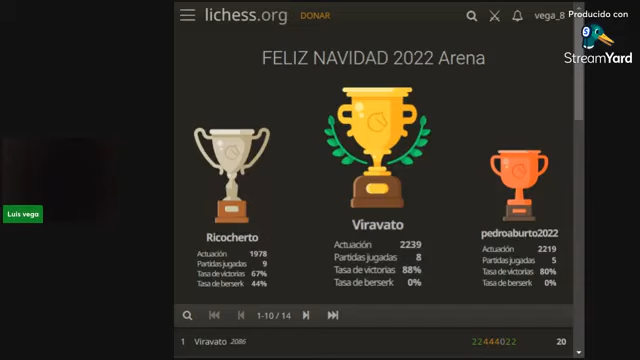 lichess.org DONAR vega_8
Producido con
StreamYard
FELIZ NAVIDAD 2022 Arena
Luis vega
Ricocherto
Actuación 1978
Partidas jugadas 9
Tasa de victorias 67%
Tasa de berserk 44%
Viravato
Actuación 2239
Partidas jugadas 8
Tasa de victorias 88%
Tasa de berserk 0%
pedroaburto2022
Actuación 2219
Partidas jugadas 5
Tasa de victorias 80%
Tasa de berserk 0%
1-10 / 14
1 Viravato 2086 22444022 20